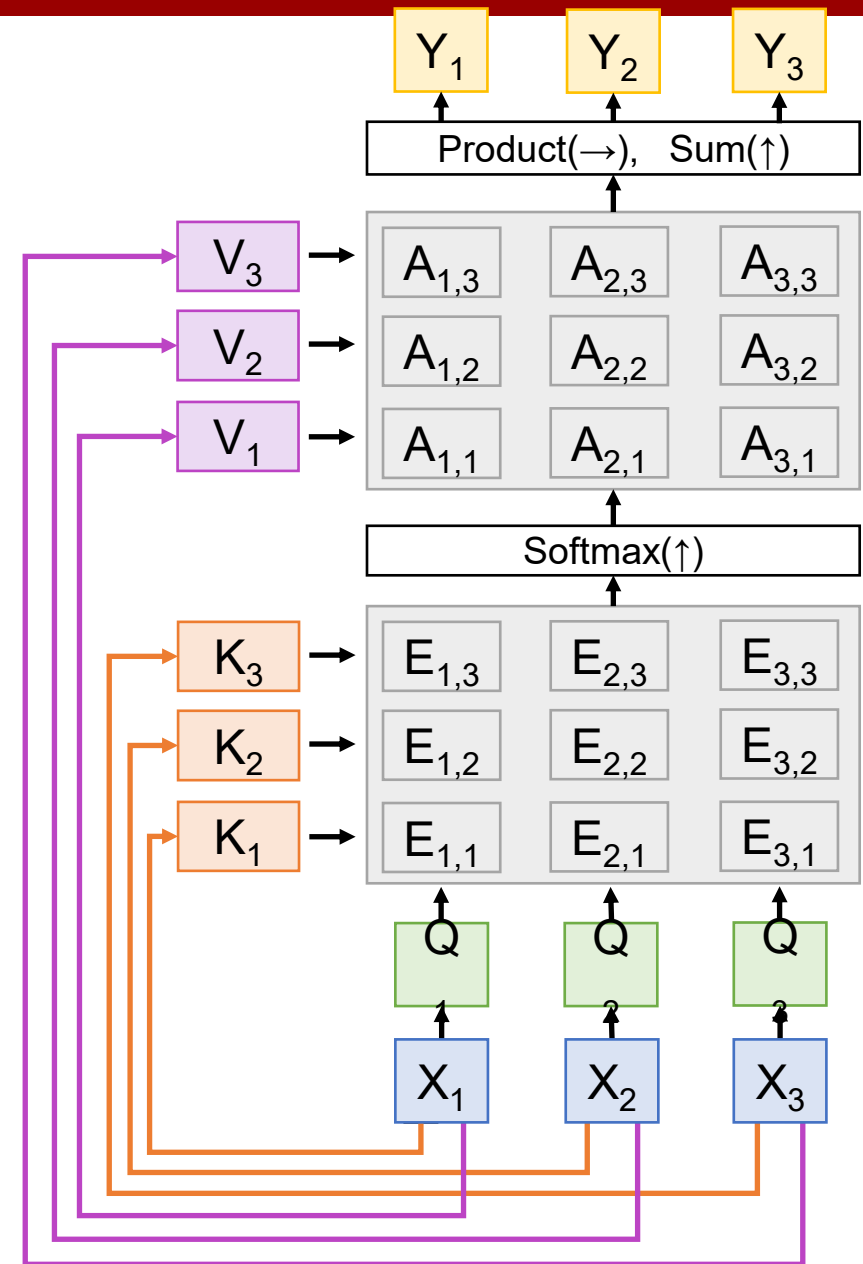 Y1 Y2 Y3
Product(→), Sum(↑)
V3 A1,3 A2,3 A3,3
V2 A1,2 A2,2 A3,2
V1 A1,1 A2,1 A3,1
Softmax(↑)
K3 E1,3 E2,3 E3,3
K2 E1,2 E2,2 E3,2
K1 E1,1 E2,1 E3,1
Q1 Q2 Q3
X1 X2 X3